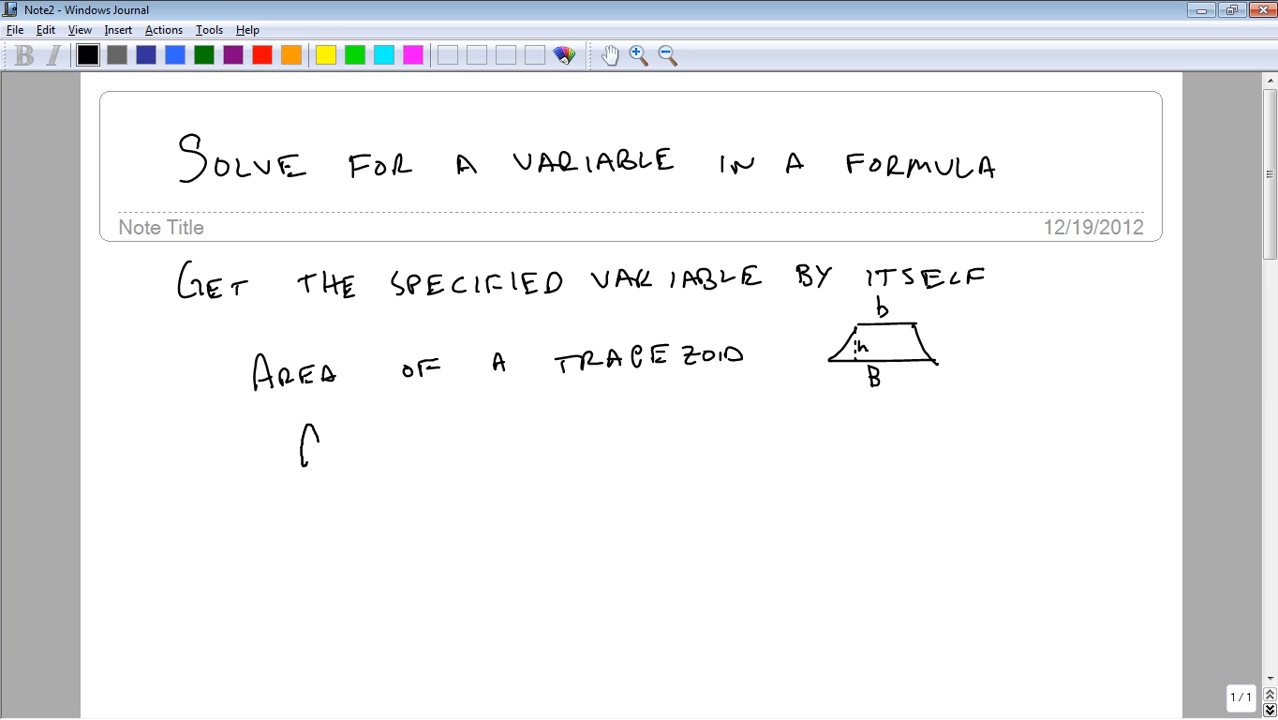 Note2 - Windows Journal
File Edit View Insert Actions Tools Help
B I
SOLVE FOR A VARIABLE IN A FORMULA
Note Title 12/19/2012
GET THE SPECIFIED VARIABLE BY ITSELF
b
AREA OF A TRAPEZOID
h
B
1 / 1